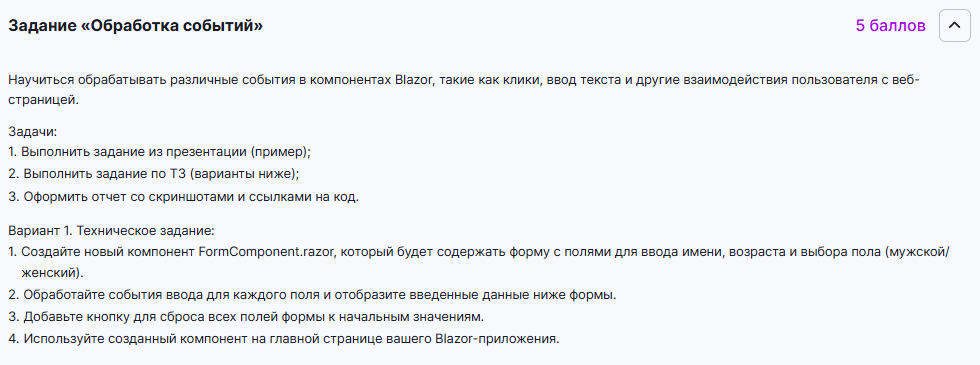 Задание «Обработка событий»
5 баллов
Научиться обрабатывать различные события в компонентах Blazor, такие как клики, ввод текста и другие взаимодействия пользователя с веб-
страницей.
Задачи:
1. Выполнить задание из презентации (пример);
2. Выполнить задание по ТЗ (варианты ниже);
3. Оформить отчет со скриншотами и ссылками на код.
Вариант 1. Техническое задание:
1. Создайте новый компонент FormComponent.razor, который будет содержать форму с полями для ввода имени, возраста и выбора пола (мужской/
женский).
2. Обработайте события ввода для каждого поля и отобразите введенные данные ниже формы.
3. Добавьте кнопку для сброса всех полей формы к начальным значениям.
4. Используйте созданный компонент на главной странице вашего Blazor-приложения.